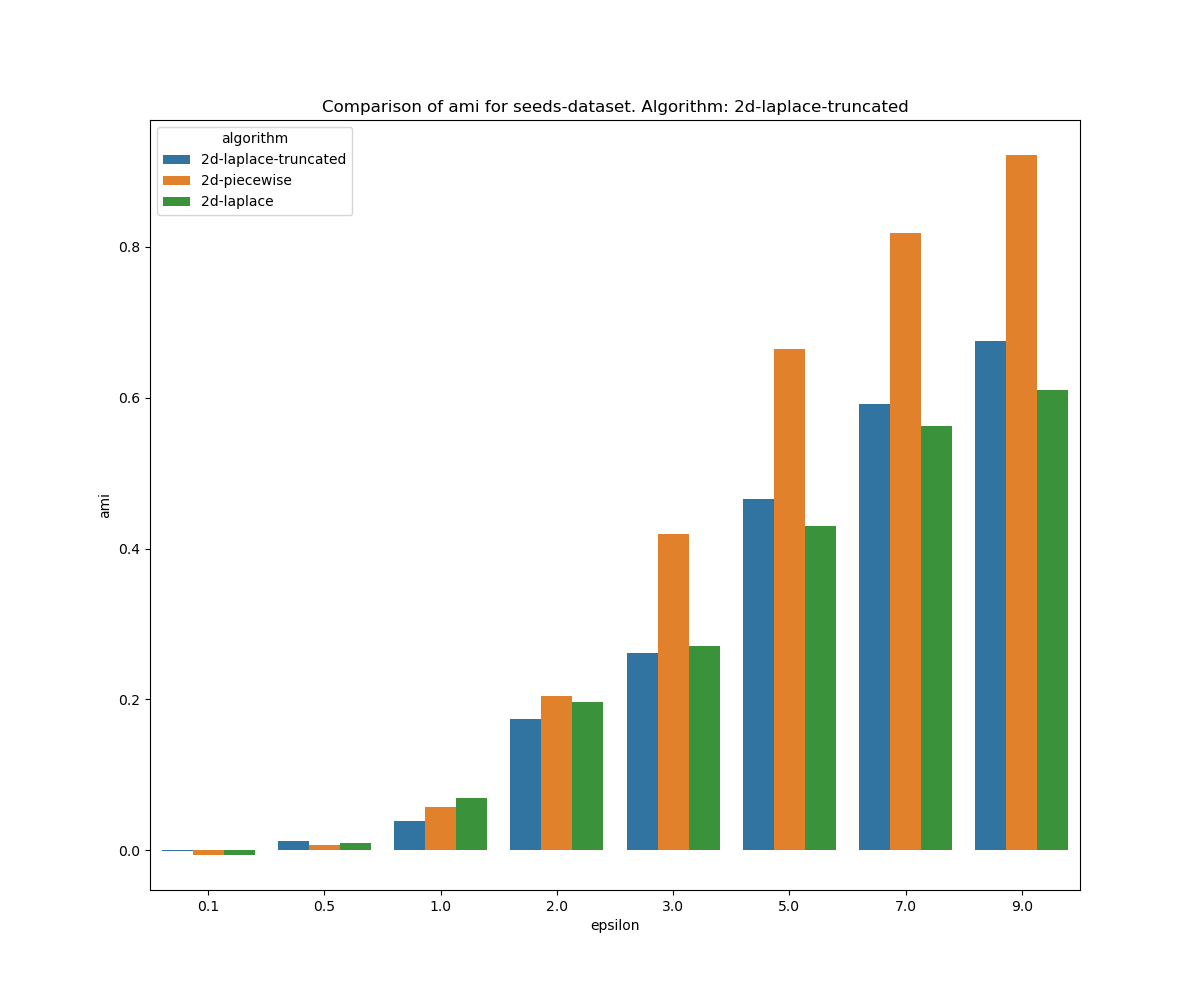 Comparison of ami for seeds-dataset. Algorithm: 2d-laplace-truncated
algorithm
2d-laplace-truncated
2d-piecewise
2d-laplace
0.8
0.6
0.4
0.2
0.0
ami
0.1 0.5 1.0 2.0 3.0 5.0 7.0 9.0
epsilon